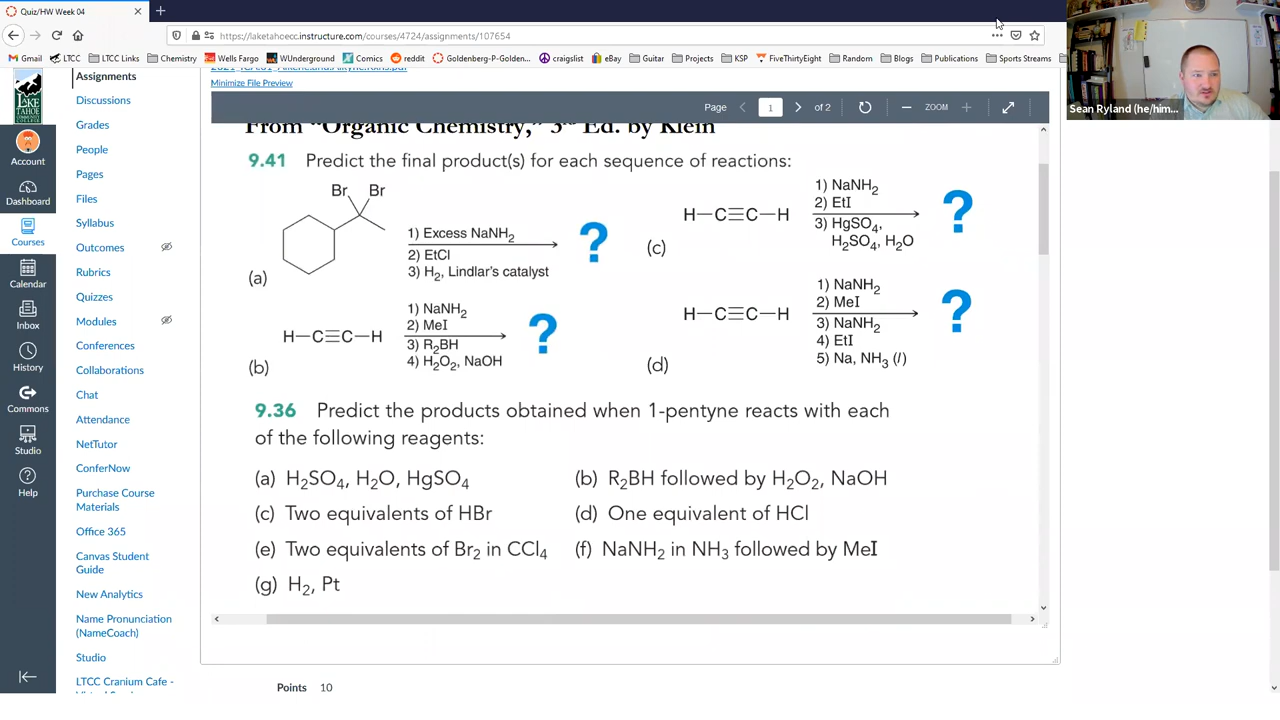 Quiz/HW Week 04
https://laketahoecc.instructure.com/courses/4724/assignments/107654
Gmail LTCC LTCC Links Chemistry Wells Fargo WUnderground Comics reddit Goldenberg-P-Golden... craigslist eBay Guitar Projects KSP FiveThirtyEight Random Blogs Publications Sports Streams
Sean Ryland (he/him...
LAKE
TAHOE
Account
Dashboard
Courses
Calendar
Inbox
History
Commons
Studio
Help
Assignments
Discussions
Grades
People
Pages
Files
Syllabus
Outcomes
Rubrics
Quizzes
Modules
Conferences
Collaborations
Chat
Attendance
NetTutor
ConferNow
Purchase Course
Materials
Office 365
Canvas Student
Guide
New Analytics
Name Pronunciation
(NameCoach)
Studio
LTCC Cranium Cafe -
Minimize File Preview
Page 1 of 2 ZOOM
From "Organic Chemistry," 3rd Ed. by Klein
9.41 Predict the final product(s) for each sequence of reactions:
(a)
Br Br
1) Excess NaNH₂
2) EtCl
3) H₂, Lindlar's catalyst
?
(b)
H—C≡C—H
1) NaNH₂
2) MeI
3) R₂BH
4) H₂O₂, NaOH
?
(c)
H—C≡C—H
1) NaNH₂
2) EtI
3) HgSO₄,
H₂SO₄, H₂O
?
(d)
H—C≡C—H
1) NaNH₂
2) MeI
3) NaNH₂
4) EtI
5) Na, NH₃ (l)
?
9.36 Predict the products obtained when 1-pentyne reacts with each
of the following reagents:
(a) H₂SO₄, H₂O, HgSO₄ (b) R₂BH followed by H₂O₂, NaOH
(c) Two equivalents of HBr (d) One equivalent of HCl
(e) Two equivalents of Br₂ in CCl₄ (f) NaNH₂ in NH₃ followed by MeI
(g) H₂, Pt
Points 10